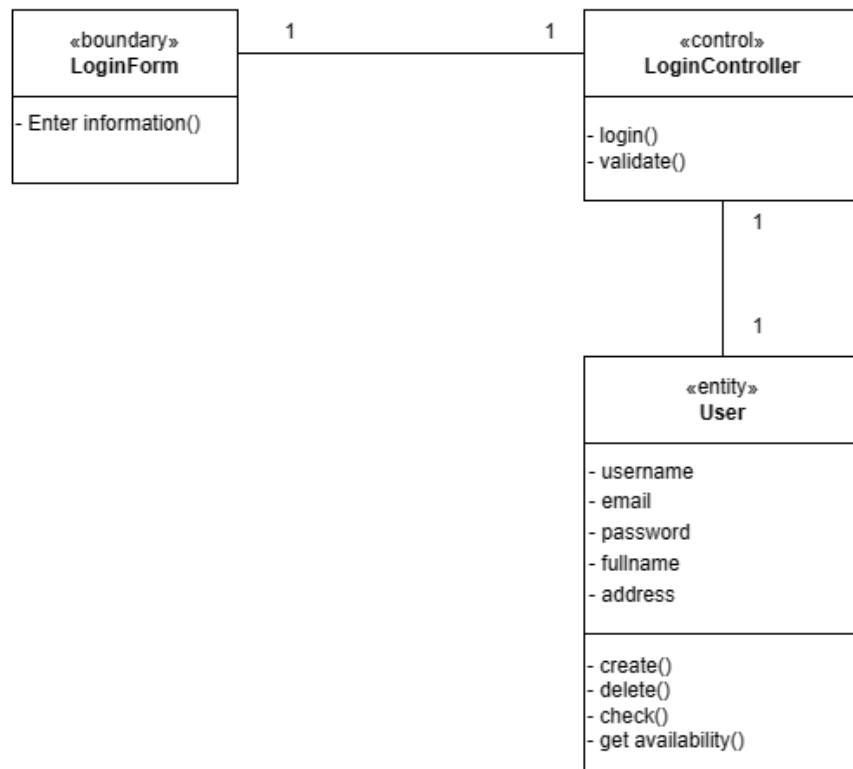 «boundary»
LoginForm
- Enter information()
1
1
«control»
LoginController
- login()
- validate()
1
1
«entity»
User
- username
- email
- password
- fullname
- address
- create()
- delete()
- check()
- get availability()